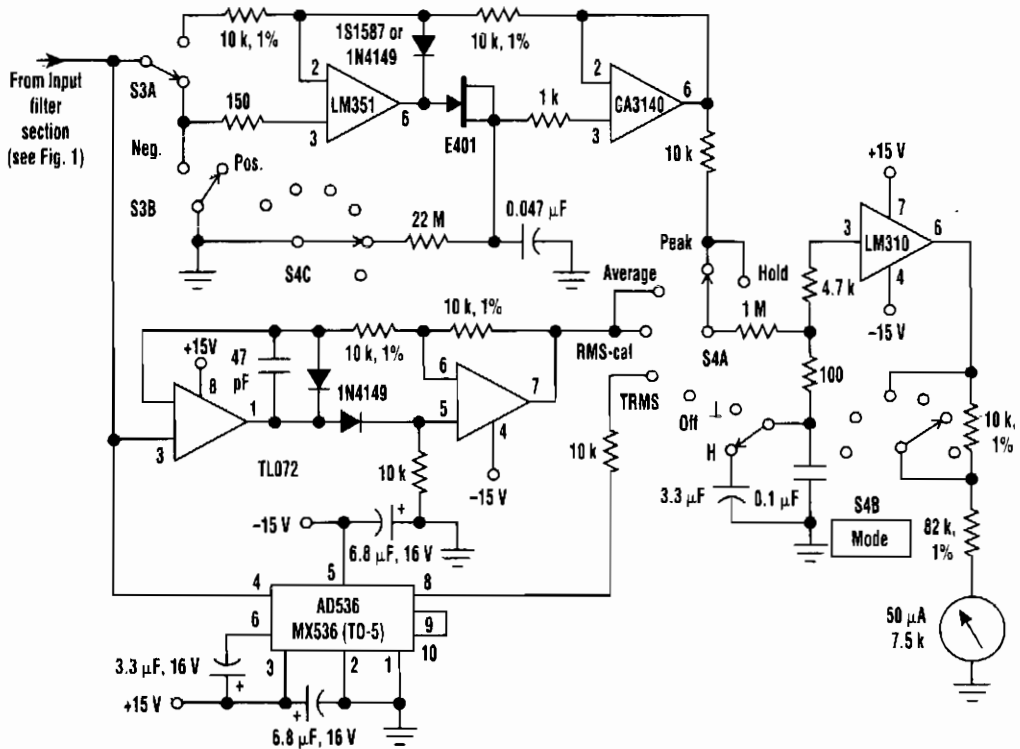 10 k, 1%
1S1587 or
1N4149
10 k, 1%
From Input
filter
section
(see Fig. 1)
S3A
2
LM351
6
3
150
E401
1 k
2
CA3140
6
3
10 k
Neg.
Pos.
S3B
S4C
22 M
0.047 µF
+15 V
7
3
LM310
6
4
–15 V
Peak
Hold
4.7 k
1 M
S4A
100
Average
RMS-cal
TRMS
10 k, 1%
10 k, 1%
+15V
8
47
pF
1
3
1N4149
TL072
6
5
7
4
–15 V
10 k
10 k
Off ⊥
H
3.3 µF
0.1 µF
S4B
Mode
10 k,
1%
82 k,
1%
50 µA
7.5 k
–15 V
+
6.8 µF, 16 V
5
4
8
AD536
MX536 (TO-5)
6
9
10
3
2
1
3.3 µF, 16 V
+
+15 V
+
6.8 µF, 16 V